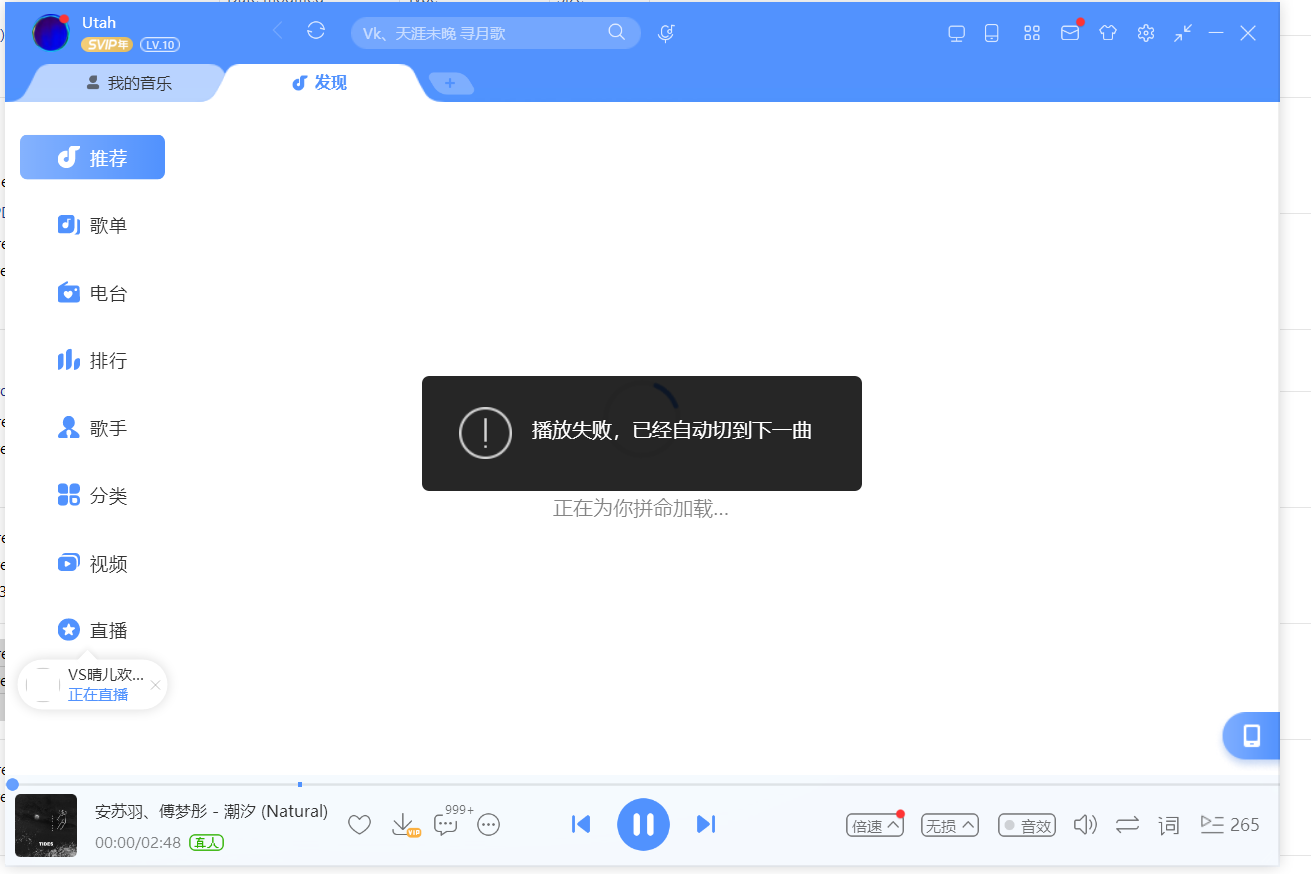 Utah
SVIP年 LV.10
Vk、天涯未晚 寻月歌
我的音乐
发现
+
推荐
歌单
电台
排行
歌手
分类
视频
直播
VS晴儿欢...
正在直播
播放失败，已经自动切到下一曲
正在为你拼命加载...
安苏羽、傅梦彤 - 潮汐 (Natural)
00:00/02:48 真人
TIDES
VIP
999+
倍速
无损
音效
词
265